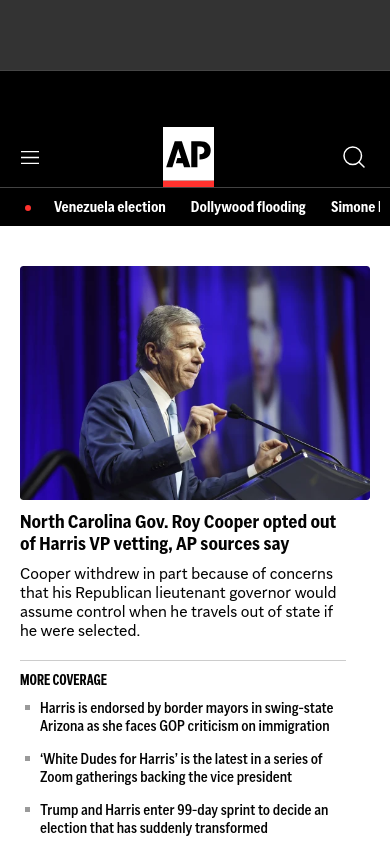 AP
Venezuela election Dollywood flooding Simone
North Carolina Gov. Roy Cooper opted out
of Harris VP vetting, AP sources say
Cooper withdrew in part because of concerns
that his Republican lieutenant governor would
assume control when he travels out of state if
he were selected.
MORE COVERAGE
Harris is endorsed by border mayors in swing-state
Arizona as she faces GOP criticism on immigration
‘White Dudes for Harris’ is the latest in a series of
Zoom gatherings backing the vice president
Trump and Harris enter 99-day sprint to decide an
election that has suddenly transformed